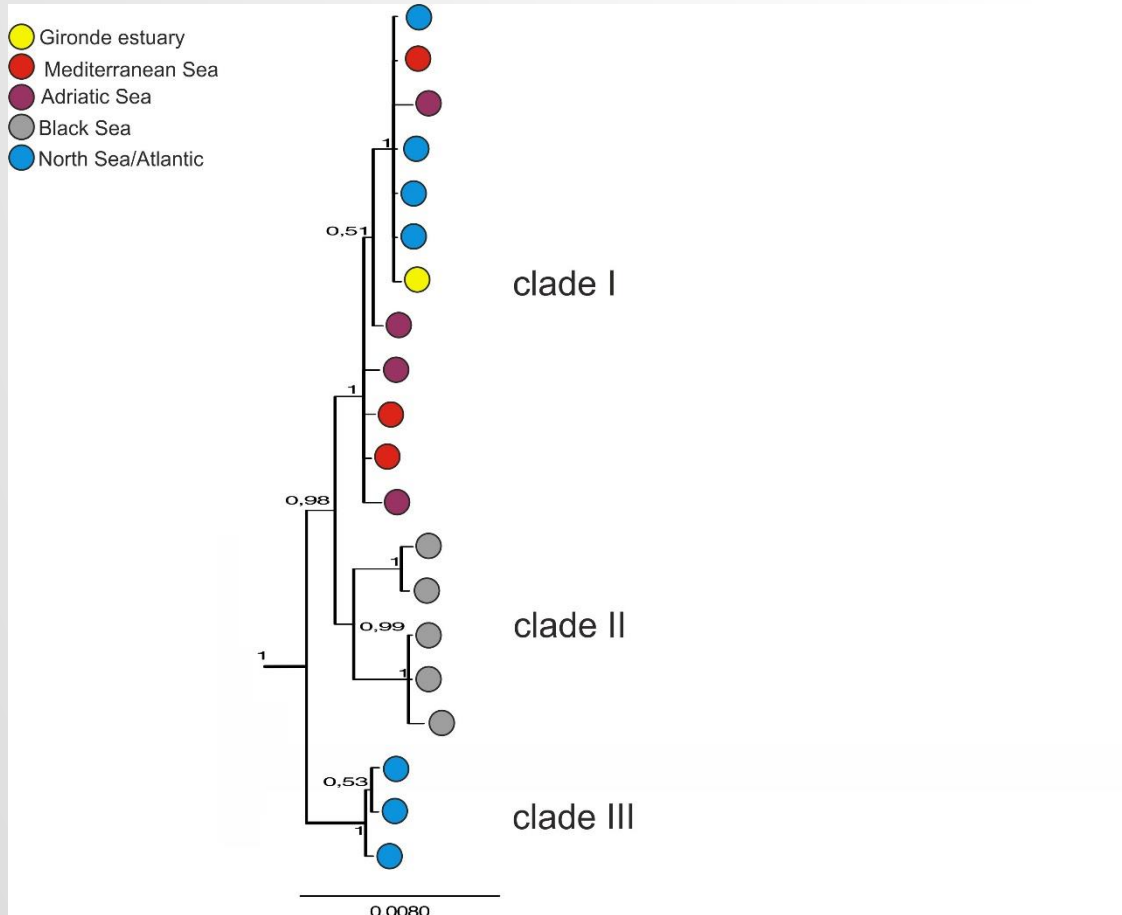 Gironde estuary
Mediterranean Sea
Adriatic Sea
Black Sea
North Sea/Atlantic
1
0,51
clade I
1
0,98
1
0,99
clade II
1
1
0,53
clade III
1
0.0080